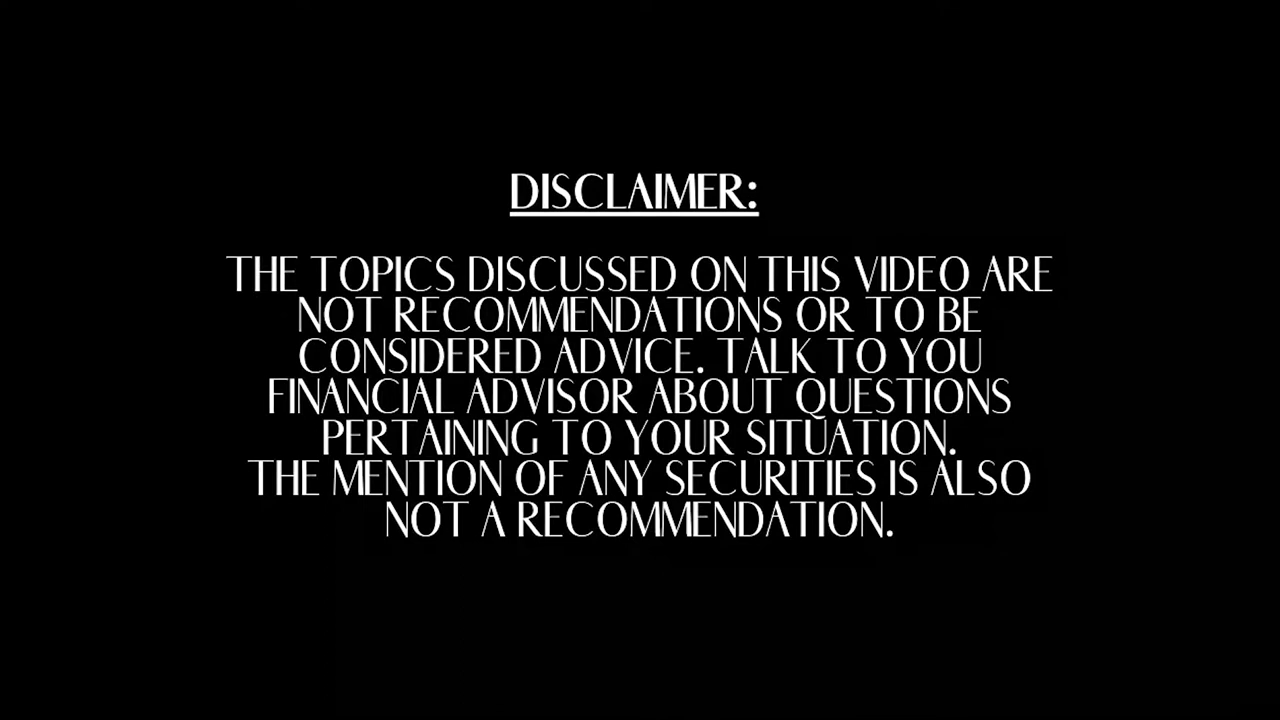 DISCLAIMER:
THE TOPICS DISCUSSED ON THIS VIDEO ARE
NOT RECOMMENDATIONS OR TO BE
CONSIDERED ADVICE. TALK TO YOU
FINANCIAL ADVISOR ABOUT QUESTIONS
PERTAINING TO YOUR SITUATION.
THE MENTION OF ANY SECURITIES IS ALSO
NOT A RECOMMENDATION.